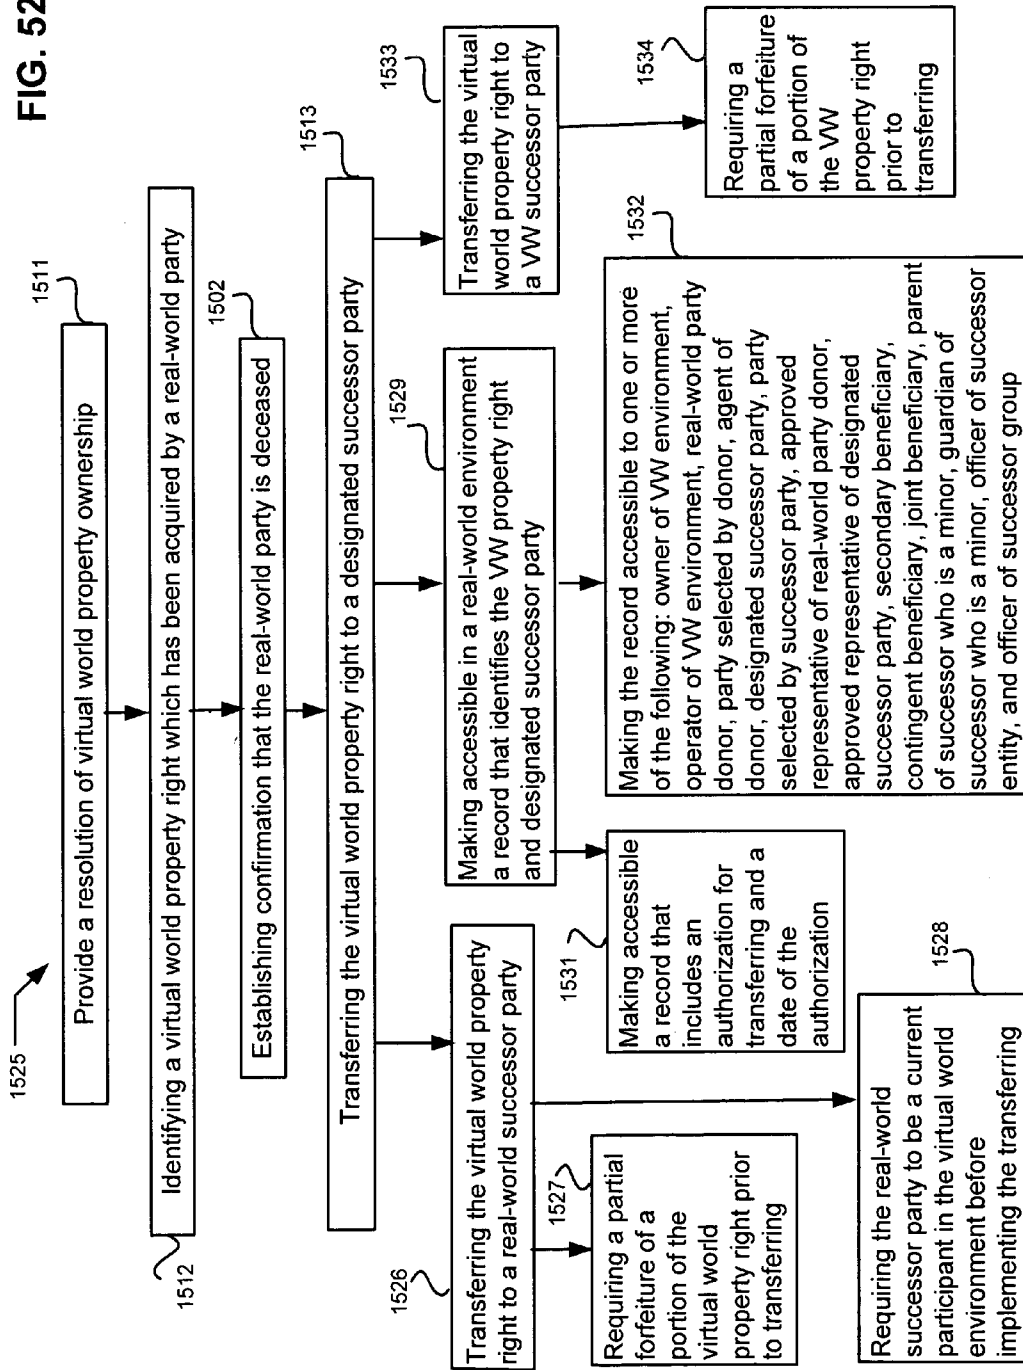 FIG. 52
1525
Provide a resolution of virtual world property ownership
1511
Identifying a virtual world property right which has been acquired by a real-world party
1512
Establishing confirmation that the real-world party is deceased
1502
Transferring the virtual world property right to a designated successor party
1513
1526
Transferring the virtual world property
right to a real-world successor party
1527
Requiring a partial
forfeiture of a
portion of the
virtual world
property right prior
to transferring
1528
Requiring the real-world
successor party to be a current
participant in the virtual world
environment before
implementing the transferring
1529
Making accessible in a real-world environment
a record that identifies the VW property right
and designated successor party
1531
Making accessible
a record that
includes an
authorization for
transferring and a
date of the
authorization
1532
Making the record accessible to one or more
of the following: owner of VW environment,
operator of VW environment, real-world party
donor, party selected by donor, agent of
donor, designated successor party, party
selected by successor party, approved
representative of real-world party donor,
approved representative of designated
successor party, secondary beneficiary,
contingent beneficiary, joint beneficiary, parent
of successor who is a minor, guardian of
successor who is a minor, officer of successor
entity, and officer of successor group
1533
Transferring the virtual
world property right to
a VW successor party
1534
Requiring a
partial forfeiture
of a portion of
the VW
property right
prior to
transferring